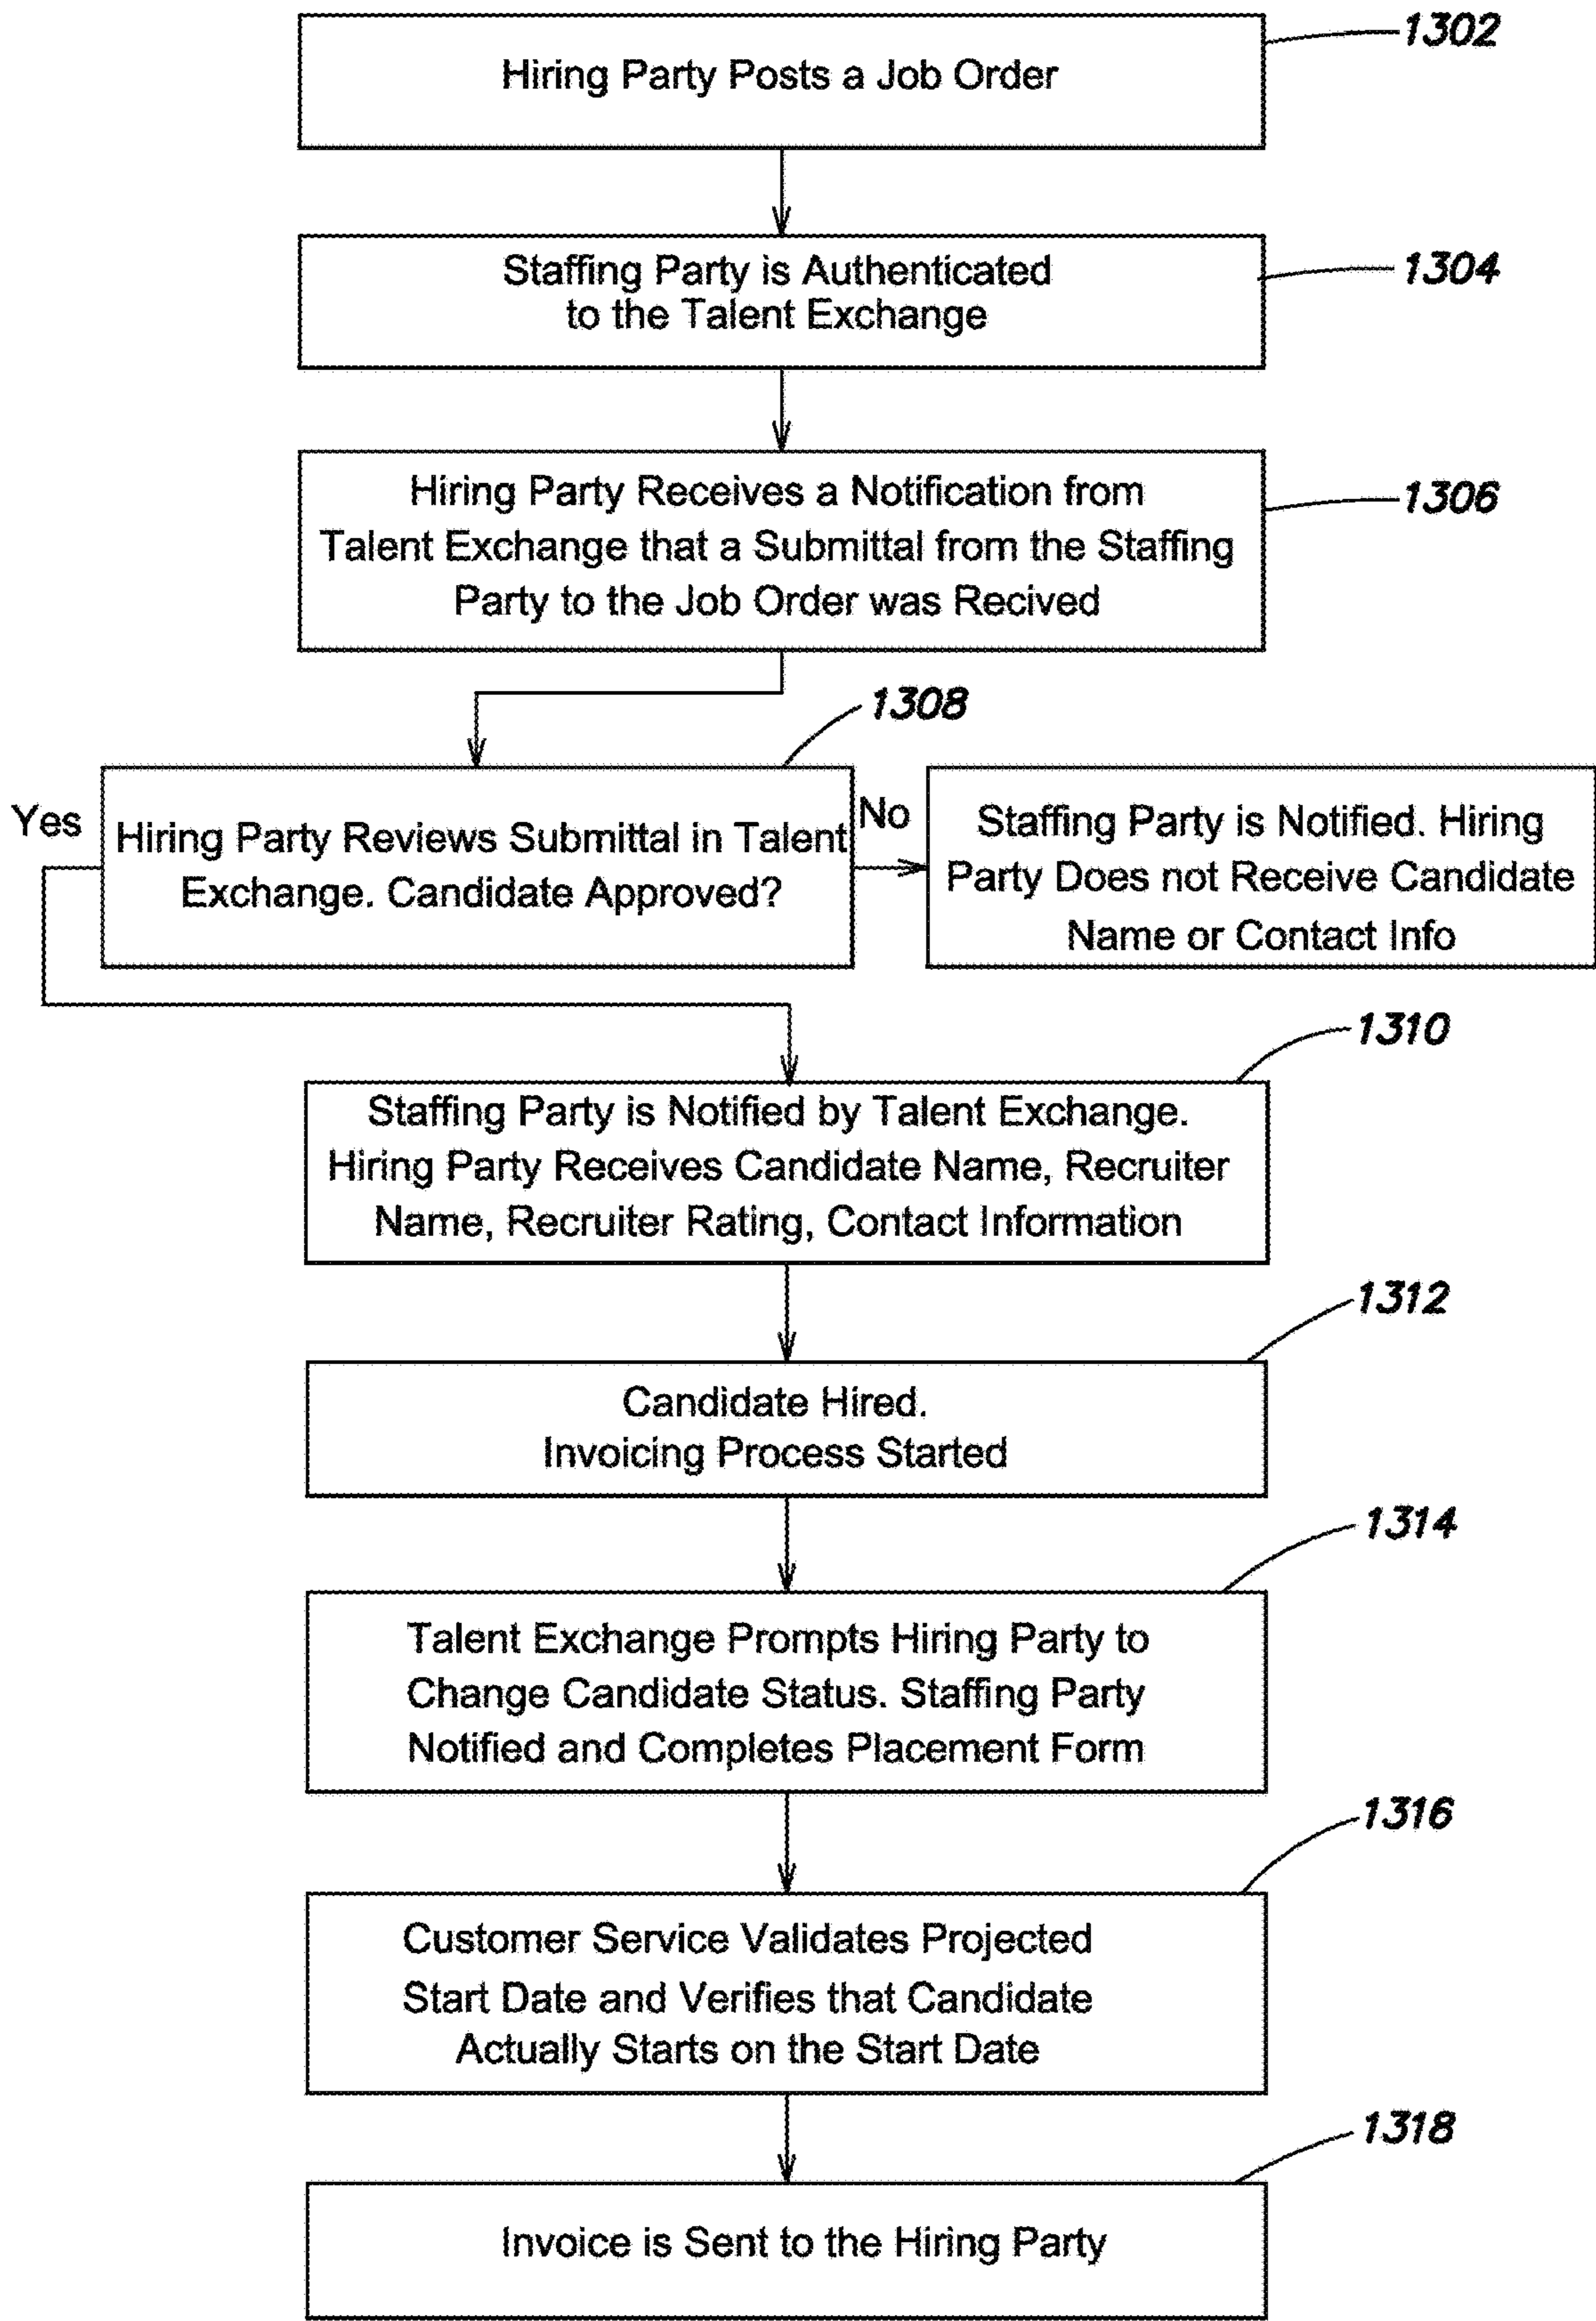 1302
Hiring Party Posts a Job Order
1304
Staffing Party is Authenticated
to the Talent Exchange
1306
Hiring Party Receives a Notification from
Talent Exchange that a Submittal from the Staffing
Party to the Job Order was Recived
1308
Yes
Hiring Party Reviews Submittal in Talent
Exchange. Candidate Approved?
No
Staffing Party is Notified. Hiring
Party Does not Receive Candidate
Name or Contact Info
1310
Staffing Party is Notified by Talent Exchange.
Hiring Party Receives Candidate Name, Recruiter
Name, Recruiter Rating, Contact Information
1312
Candidate Hired.
Invoicing Process Started
1314
Talent Exchange Prompts Hiring Party to
Change Candidate Status. Staffing Party
Notified and Completes Placement Form
1316
Customer Service Validates Projected
Start Date and Verifies that Candidate
Actually Starts on the Start Date
1318
Invoice is Sent to the Hiring Party